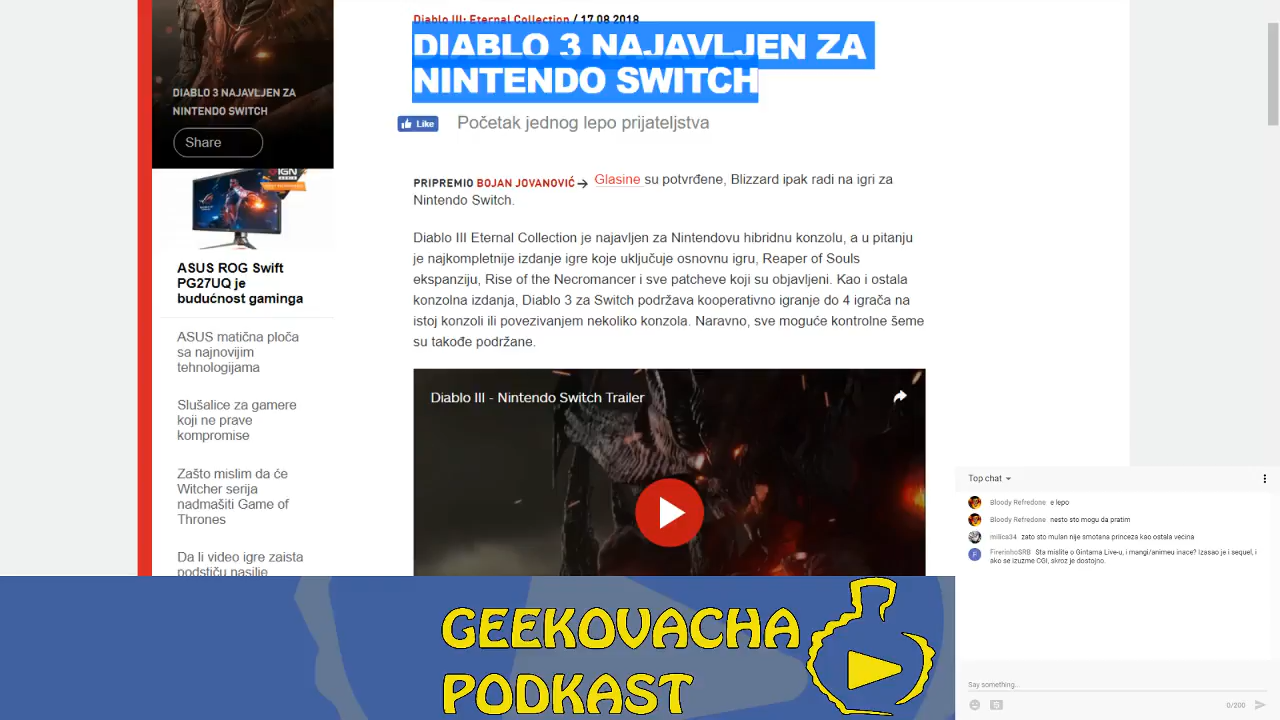 Diablo III: Eternal Collection / 17 08 2018
DIABLO 3 NAJAVLJEN ZA
NINTENDO SWITCH
Like
Početak jednog lepo prijateljstva
DIABLO 3 NAJAVLJEN ZA
NINTENDO SWITCH
Share
ASUS ROG Swift
PG27UQ je
budućnost gaminga
ASUS matična ploča
sa najnovijim
tehnologijama
Slušalice za gamere
koji ne prave
kompromise
Zašto mislim da će
Witcher serija
nadmašiti Game of
Thrones
Da li video igre zaista
podstiču nasilje
PRIPREMIO BOJAN JOVANOVIĆ→ Glasine su potvrđene, Blizzard ipak radi na igri za
Nintendo Switch.
Diablo III Eternal Collection je najavljen za Nintendovu hibridnu konzolu, a u pitanju
je najkompletnije izdanje igre koje uključuje osnovnu igru, Reaper of Souls
ekspanziju, Rise of the Necromancer i sve patcheve koji su objavljeni. Kao i ostala
konzolna izdanja, Diablo 3 za Switch podržava kooperativno igranje do 4 igrača na
istoj konzoli ili povezivanjem nekoliko konzola. Naravno, sve moguće kontrolne šeme
su takođe podržane.
Diablo III - Nintendo Switch Trailer
Top chat
Bloody Refredone e lepo
Bloody Refredone nesto sto mogu da pratim
milica34 zato sto mulan nije smotana princeza kao ostala vecina
F FirerinhoSRB Sta mislite o Gintama Live-u, i mangi/animeu inace? Izasao je i sequel, i
ako se izuzme CGI, skroz je dostojno.
Say something...
0/200
GEEKOVACHA
PODKAST